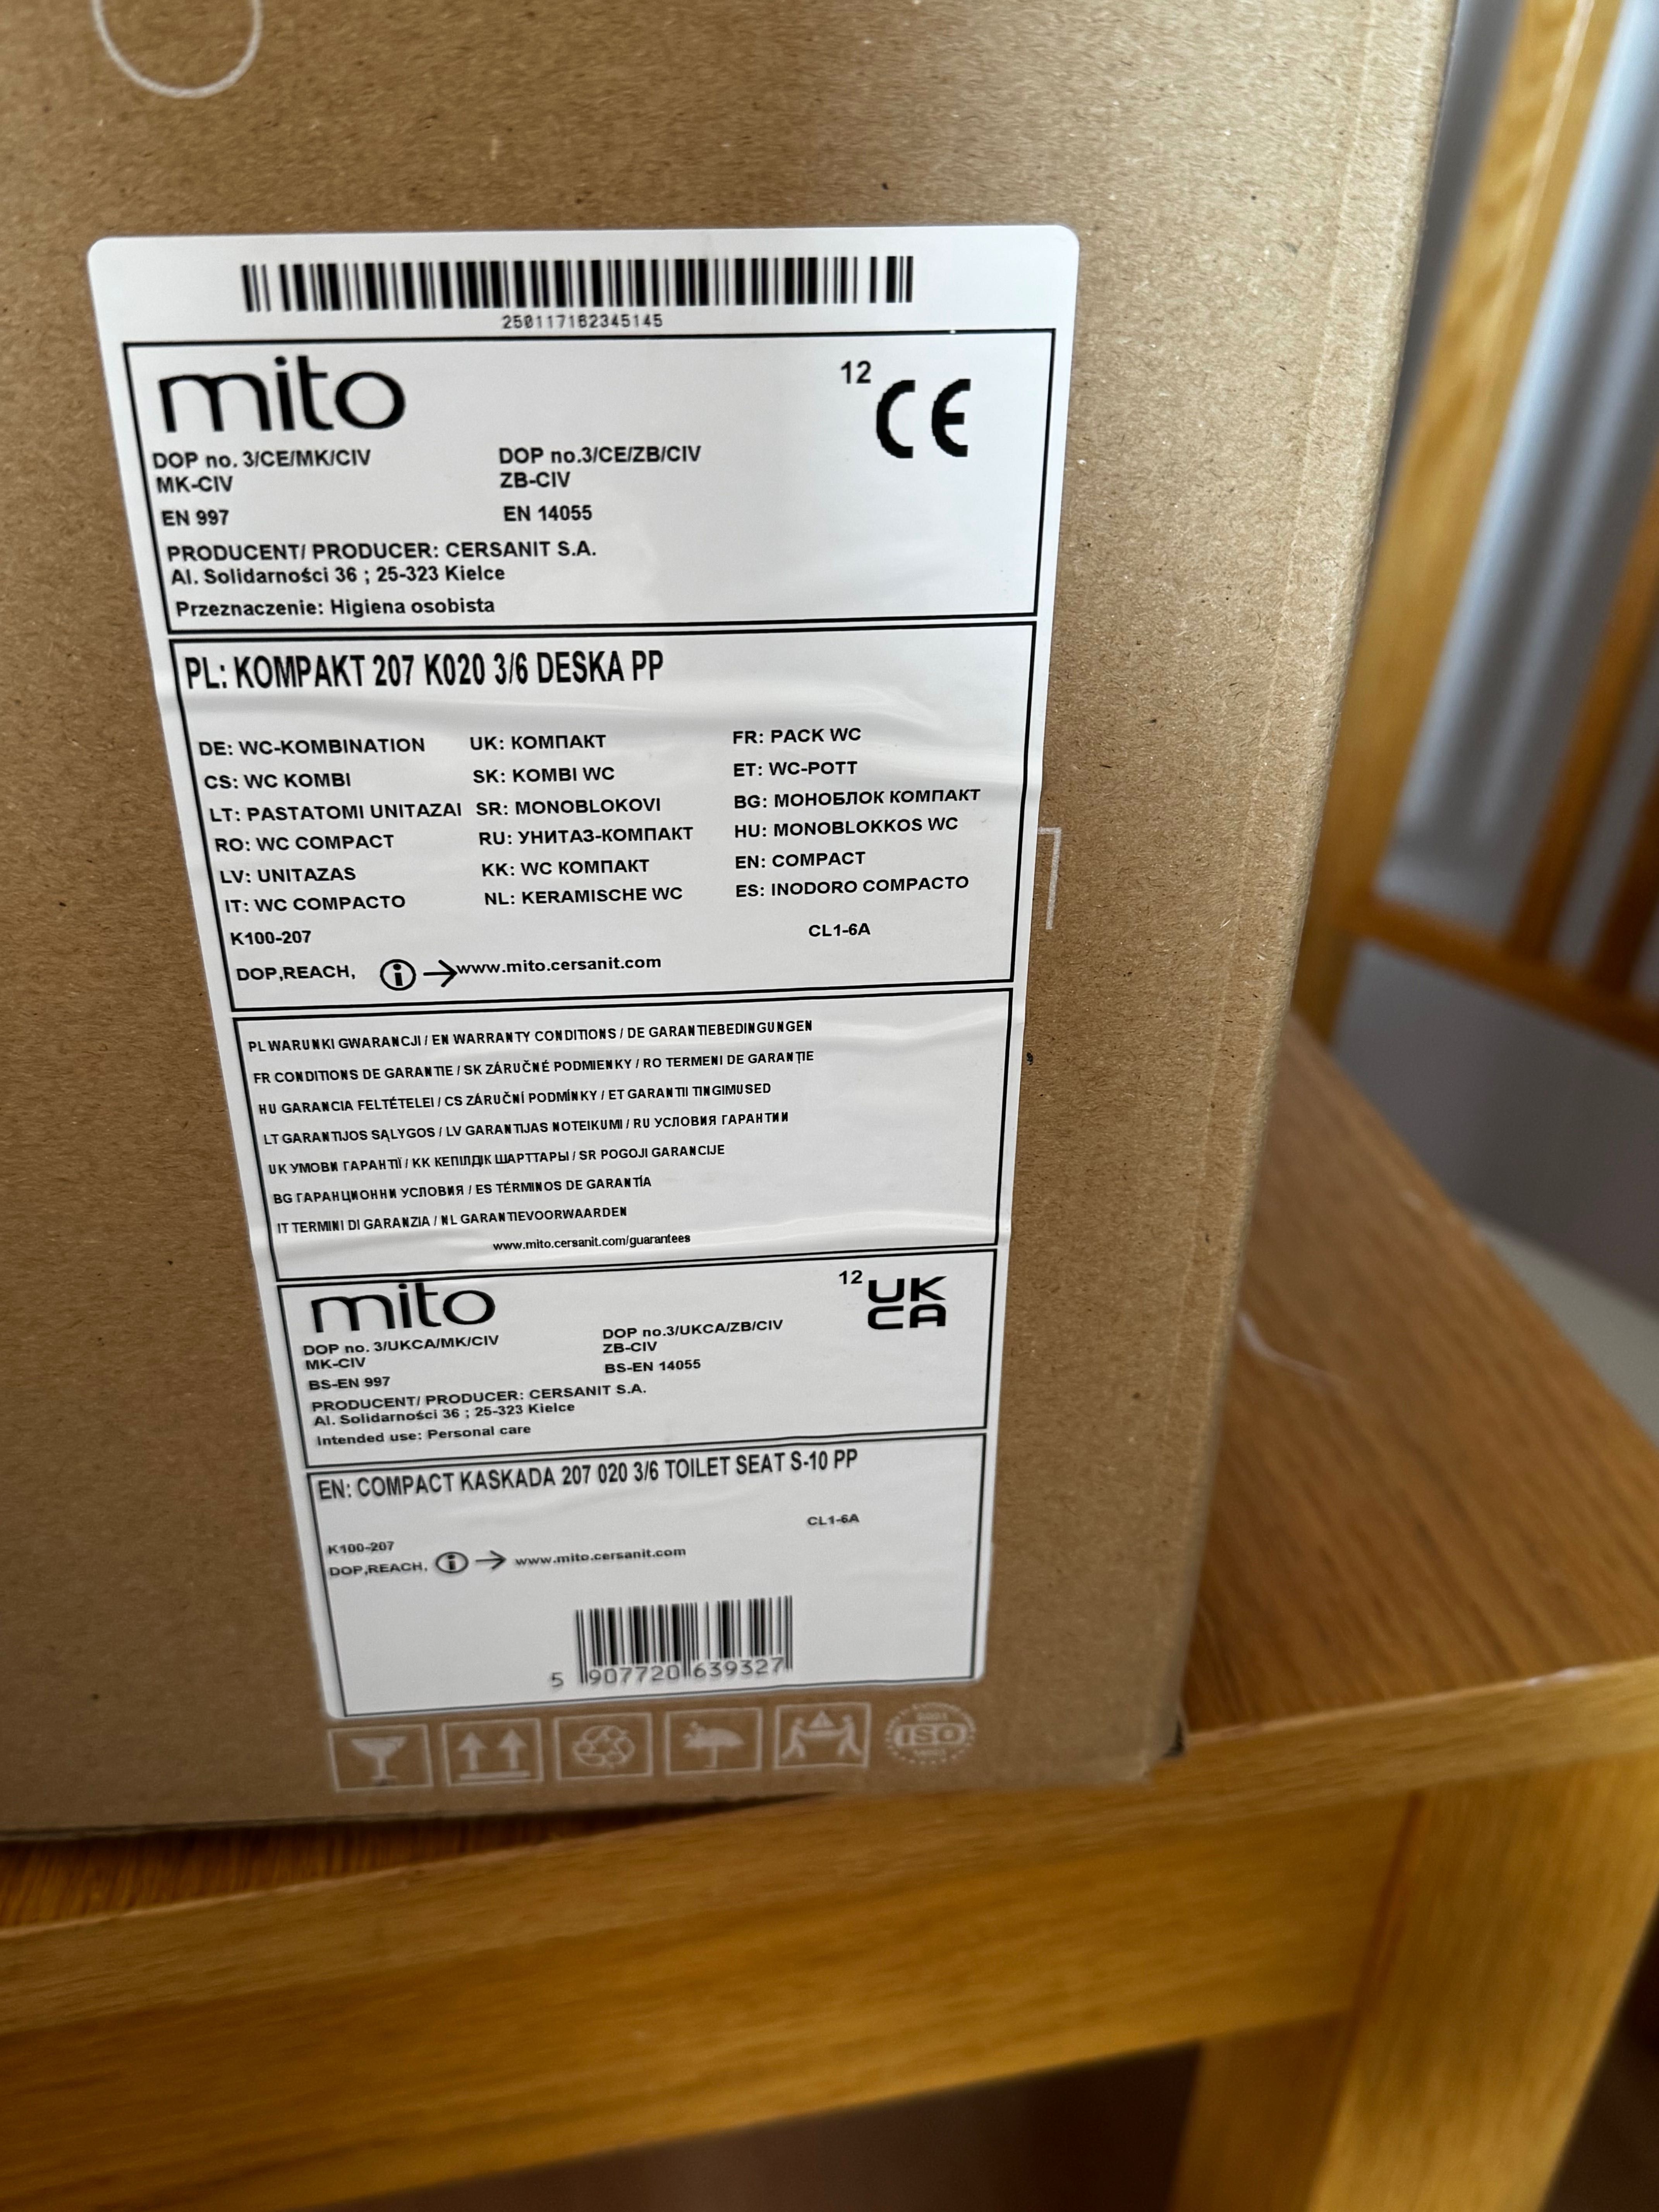 250117162345145
mito
12 CE
DOP no. 3/CE/MK/CIV DOP no.3/CE/ZB/CIV
MK-CIV ZB-CIV
EN 997 EN 14055
PRODUCENT/ PRODUCER: CERSANIT S.A.
Al. Solidarności 36 ; 25-323 Kielce
Przeznaczenie: Higiena osobista
PL: KOMPAKT 207 K020 3/6 DESKA PP
DE: WC-KOMBINATION UK: КОМПАКТ FR: PACK WC
CS: WC KOMBI SK: KOMBI WC ET: WC-POTT
LT: PASTATOMI UNITAZAI SR: MONOBLOKOVI BG: МОНОБЛОК КОМПАКТ
RO: WC COMPACT RU: УНИТАЗ-КОМПАКТ HU: MONOBLOKKOS WC
LV: UNITAZAS KK: WC КОМПАКТ EN: COMPACT
IT: WC COMPACTO NL: KERAMISCHE WC ES: INODORO COMPACTO
K100-207 CL1-6A
DOP,REACH, www.mito.cersanit.com
PL WARUNKI GWARANCJI / EN WARRANTY CONDITIONS / DE GARANTIEBEDINGUNGEN
FR CONDITIONS DE GARANTIE / SK ZÁRUČNÉ PODMIENKY / RO TERMENI DE GARANȚIE
HU GARANCIA FELTÉTELEI / CS ZÁRUČNÍ PODMÍNKY / ET GARANTII TINGIMUSED
LT GARANTIJOS SĄLYGOS / LV GARANTIJAS NOTEIKUMI / RU УСЛОВИЯ ГАРАНТИИ
UK УМОВИ ГАРАНТІЇ / KK КЕПІЛДІК ШАРТТАРЫ / SR POGOJI GARANCIJE
BG ГАРАНЦИОННИ УСЛОВИЯ / ES TÉRMINOS DE GARANTÍA
IT TERMINI DI GARANZIA / NL GARANTIEVOORWAARDEN
www.mito.cersanit.com/guarantees
mito
12 UK
CA
DOP no. 3/UKCA/MK/CIV DOP no.3/UKCA/ZB/CIV
MK-CIV ZB-CIV
BS-EN 997 BS-EN 14055
PRODUCENT/ PRODUCER: CERSANIT S.A.
Al. Solidarności 36 ; 25-323 Kielce
Intended use: Personal care
EN: COMPACT KASKADA 207 020 3/6 TOILET SEAT S-10 PP
CL1-6A
K100-207
DOP,REACH, www.mito.cersanit.com
5 907720 639327
ISO